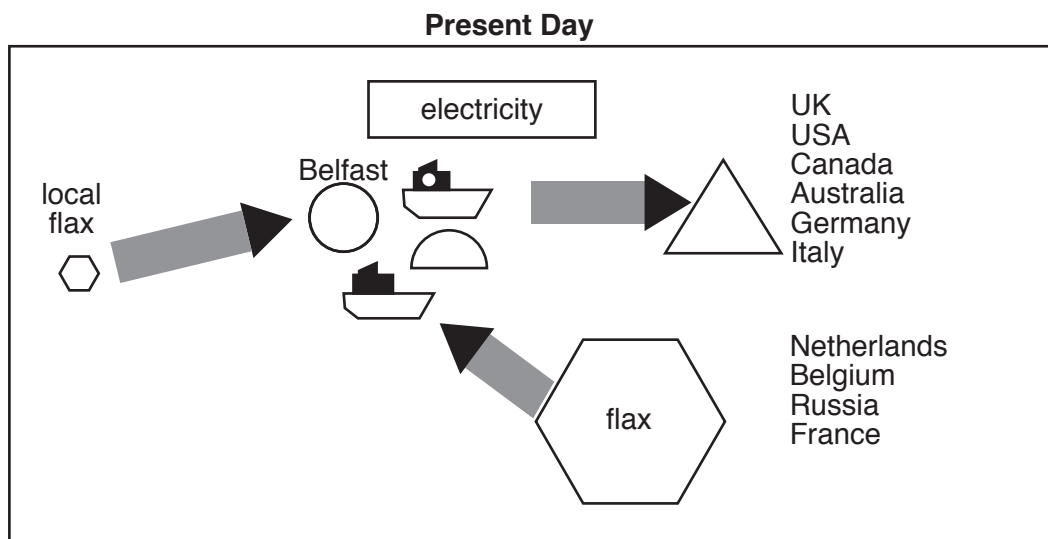 Present Day
electricity
UK
USA
Canada
Australia
Germany
Italy
Belfast
local
flax
Netherlands
Belgium
Russia
France
flax